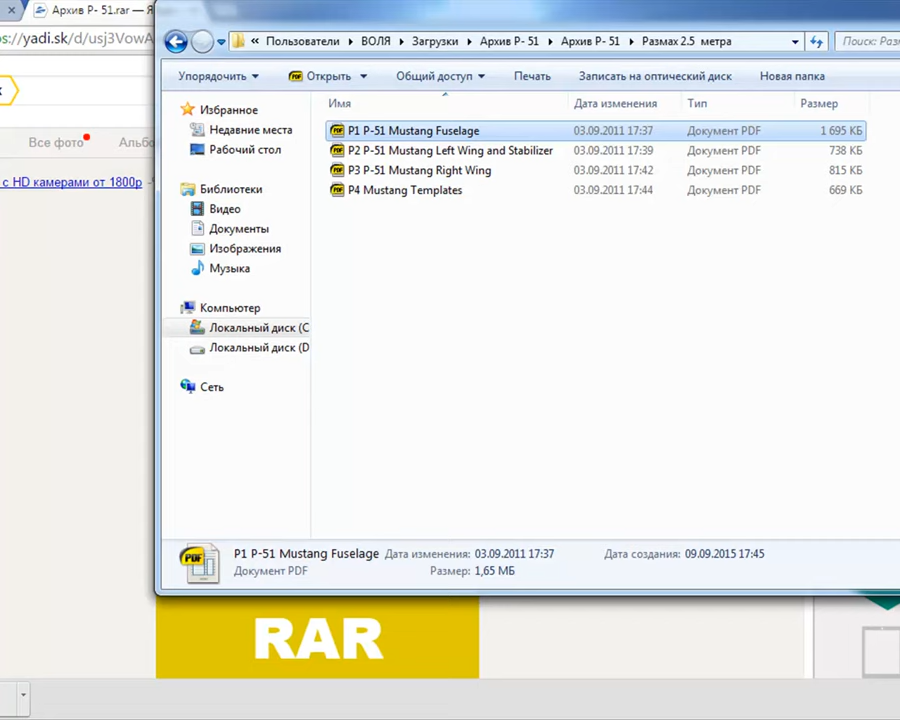 Архив P- 51.rar — Я
s://yadi.sk/d/usj3VowA
Все фото
Альбо
с HD камерами от 1800р
« Пользователи ▸ ВОЛЯ ▸ Загрузки ▸ Архив P- 51 ▸ Архив P- 51 ▸ Размах 2.5 метра
Поиск: Раз
Упорядочить Открыть Общий доступ Печать Записать на оптический диск Новая папка
Избранное
Недавние места
Рабочий стол
Библиотеки
Видео
Документы
Изображения
Музыка
Компьютер
Локальный диск (C
Локальный диск (D
Сеть
Имя Дата изменения Тип Размер
P1 P-51 Mustang Fuselage 03.09.2011 17:37 Документ PDF 1 695 КБ
P2 P-51 Mustang Left Wing and Stabilizer 03.09.2011 17:39 Документ PDF 738 КБ
P3 P-51 Mustang Right Wing 03.09.2011 17:42 Документ PDF 815 КБ
P4 Mustang Templates 03.09.2011 17:44 Документ PDF 669 КБ
PDF
P1 P-51 Mustang Fuselage Дата изменения: 03.09.2011 17:37 Дата создания: 09.09.2015 17:45
Документ PDF Размер: 1,65 МБ
RAR